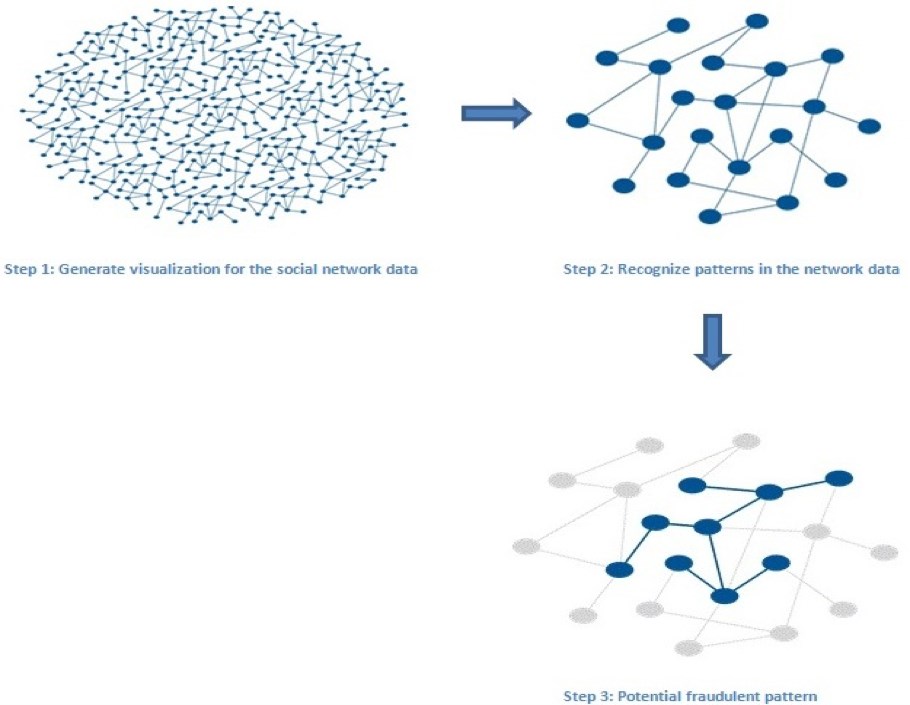 Step 1: Generate visualization for the social network data
Step 2: Recognize patterns in the network data
Step 3: Potential fraudulent pattern